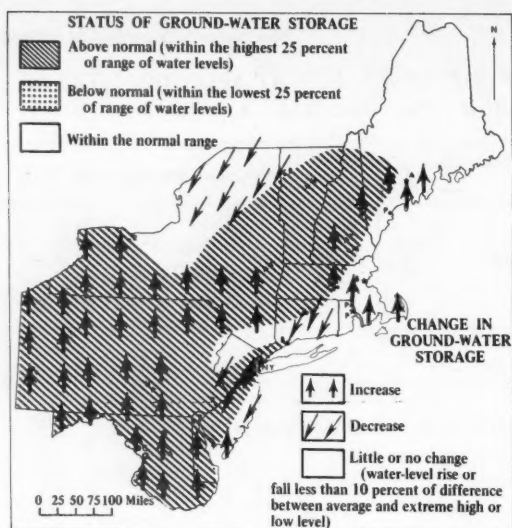 STATUS OF GROUND-WATER STORAGE
Above normal (within the highest 25 percent
of range of water levels)
Below normal (within the lowest 25 percent
of range of water levels)
Within the normal range
N
NY
CHANGE IN
GROUND-WATER
STORAGE
Increase
Decrease
Little or no change
(water-level rise or
fall less than 10 percent of difference
between average and extreme high or
low level)
0 25 50 75 100 Miles